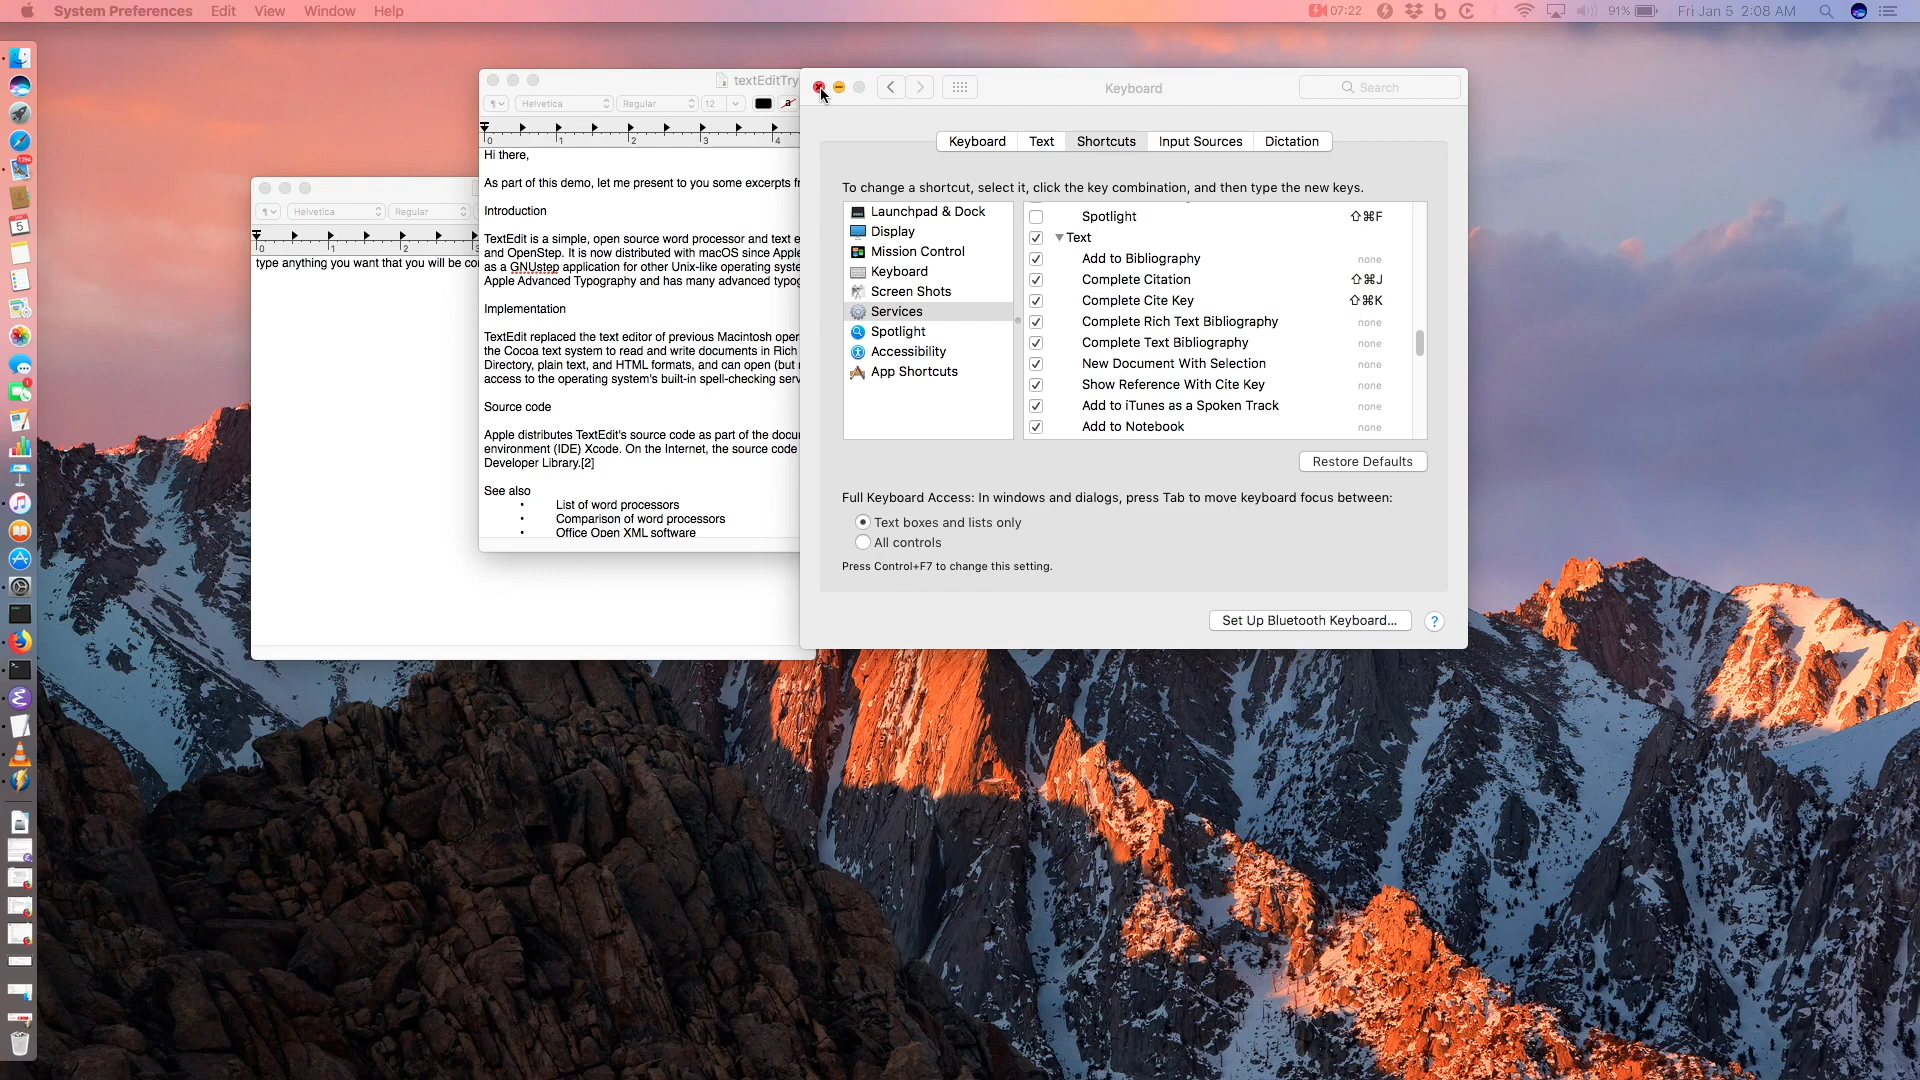 System Preferences Edit View Window Help
07:22
91%
Fri Jan 5 2:08 AM
7,294
5
1
textEditTry
Helvetica
Regular
12
a
0 1 2 3 4
Hi there,
As part of this demo, let me present to you some excerpts fr
Introduction
TextEdit is a simple, open source word processor and text e
and OpenStep. It is now distributed with macOS since Apple
as a GNUstep application for other Unix-like operating syste
Apple Advanced Typography and has many advanced typog
Implementation
TextEdit replaced the text editor of previous Macintosh oper
the Cocoa text system to read and write documents in Rich
Directory, plain text, and HTML formats, and can open (but
access to the operating system's built-in spell-checking serv
Source code
Apple distributes TextEdit's source code as part of the docu
environment (IDE) Xcode. On the Internet, the source code
Developer Library.[2]
See also
• List of word processors
• Comparison of word processors
• Office Open XML software
Helvetica
Regular
0 1 2
type anything you want that you will be co
Keyboard
Search
Keyboard
Text
Shortcuts
Input Sources
Dictation
To change a shortcut, select it, click the key combination, and then type the new keys.
Launchpad & Dock
Display
Mission Control
Keyboard
Screen Shots
Services
Spotlight
Accessibility
App Shortcuts
Spotlight ⇧⌘F
Text
Add to Bibliography none
Complete Citation ⇧⌘J
Complete Cite Key ⇧⌘K
Complete Rich Text Bibliography none
Complete Text Bibliography none
New Document With Selection none
Show Reference With Cite Key none
Add to iTunes as a Spoken Track none
Add to Notebook none
Restore Defaults
Full Keyboard Access: In windows and dialogs, press Tab to move keyboard focus between:
Text boxes and lists only
All controls
Press Control+F7 to change this setting.
Set Up Bluetooth Keyboard...
?